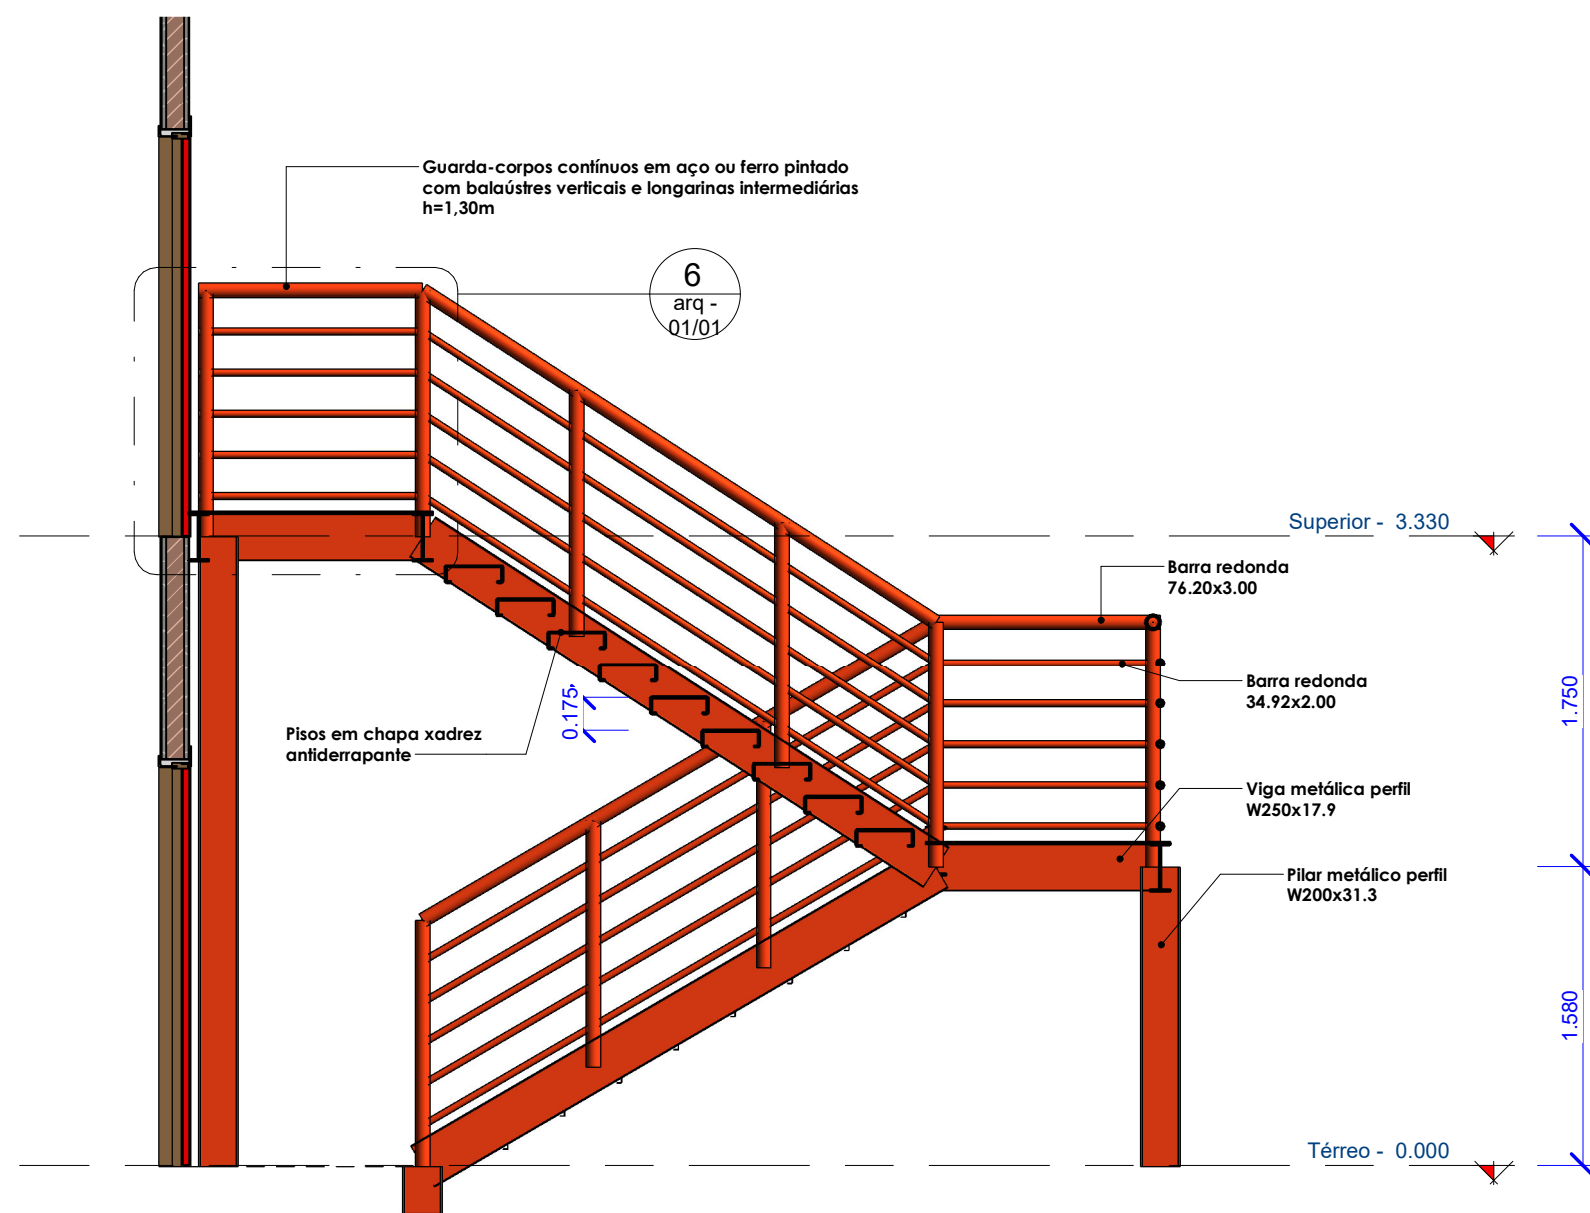 Guarda-corpos contínuos em aço ou ferro pintado
com balaústres verticais e longarinas intermediárias
h=1,30m
6
arq -
01/01
Superior - 3.330
Barra redonda
76.20x3.00
Barra redonda
34.92x2.00
1.750
0.175
Pisos em chapa xadrez
antiderrapante
Viga metálica perfil
W250x17.9
Pilar metálico perfil
W200x31.3
1.580
Térreo - 0.000